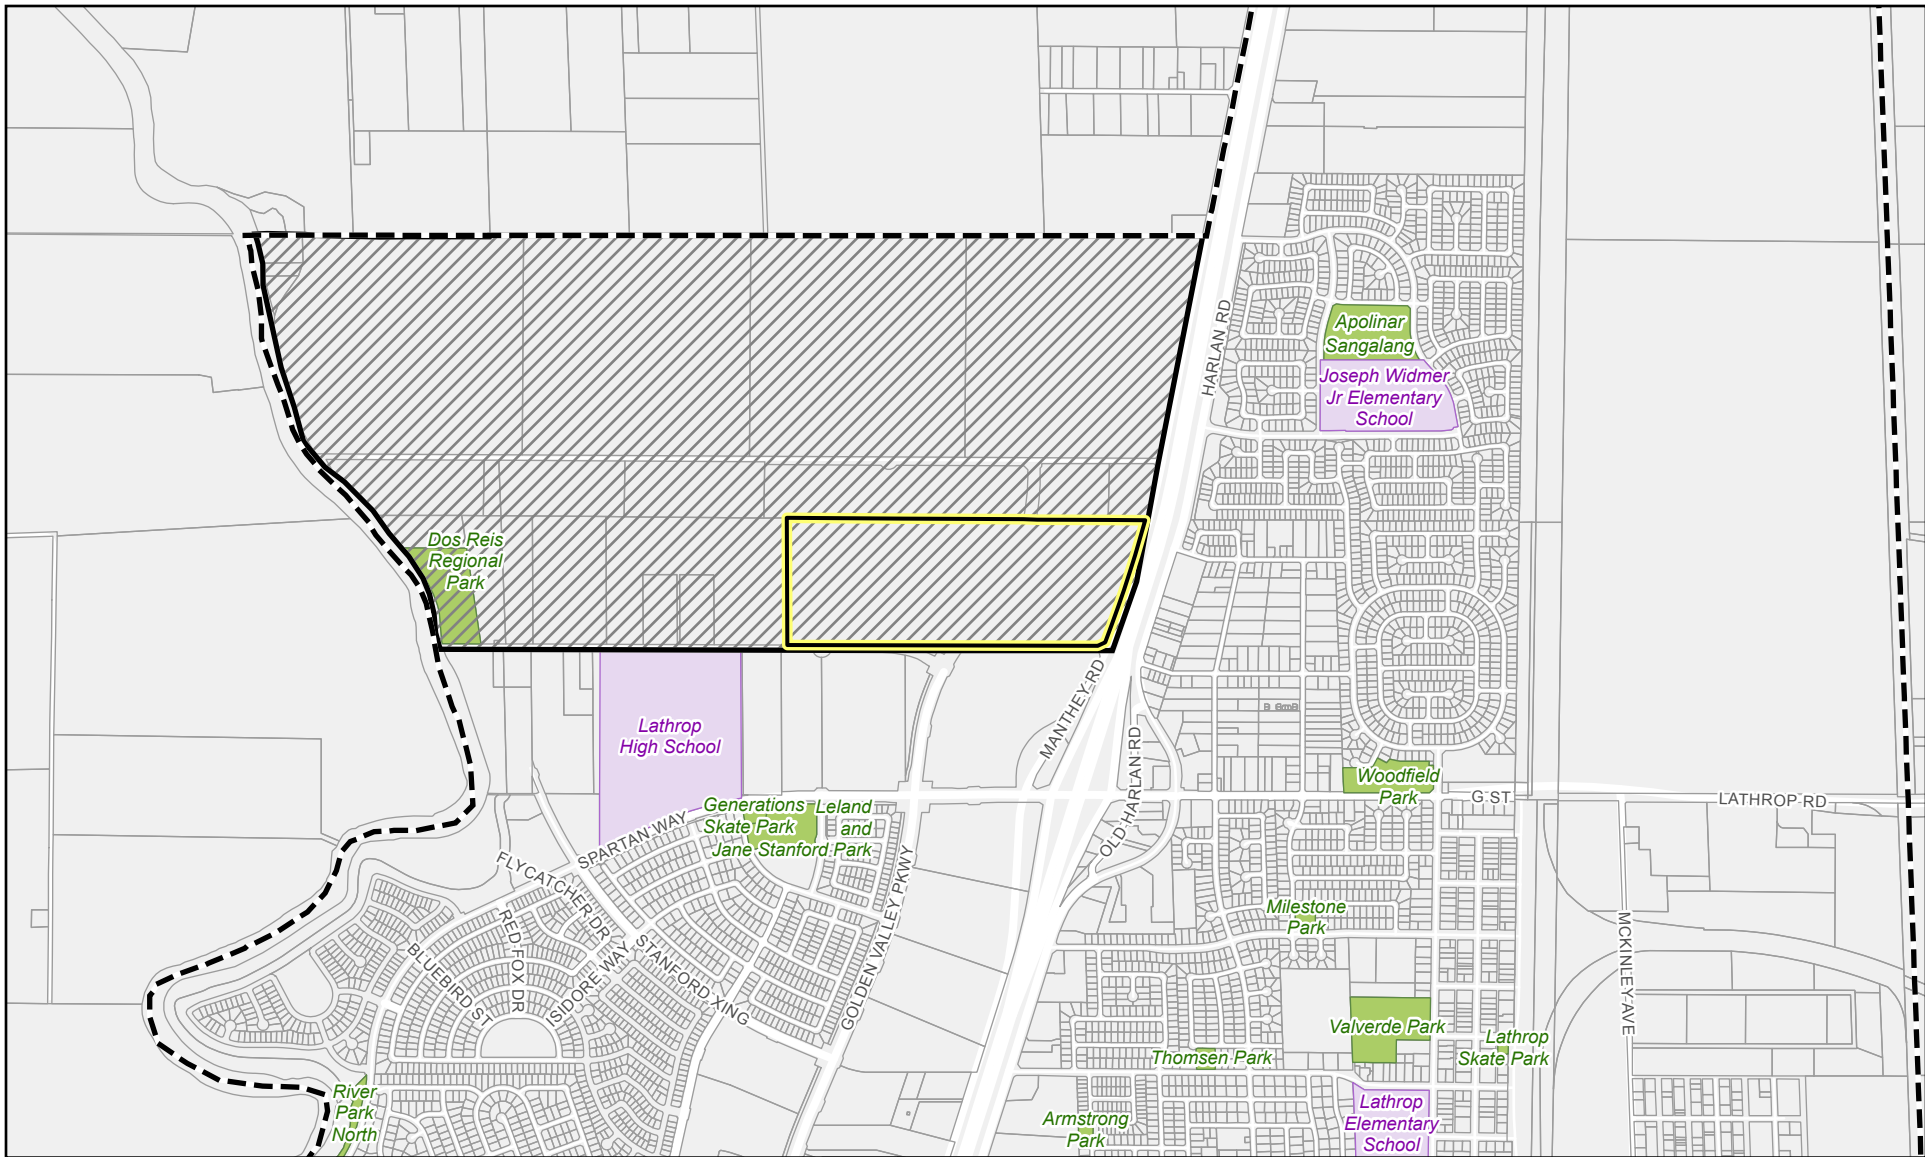 HARLAN RD
Apolinar
Sangalang
Joseph Widmer
Jr Elementary
School
Dos Reis
Regional
Park
Lathrop
High School
MANTHEY RD
OLD HARLAN RD
Woodfield
Park
G ST
LATHROP RD
Generations
Skate Park
Leland
and
Jane Stanford Park
SPARTAN WAY
FLYCATCHER DR
RED FOX DR
BLUEBIRD ST
ISIDORE WAY
STANFORD XING
GOLDEN VALLEY PKWY
Milestone
Park
MCKINLEY AVE
Valverde Park
Lathrop
Skate Park
Thomsen Park
River
Park
North
Armstrong
Park
Lathrop
Elementary
School